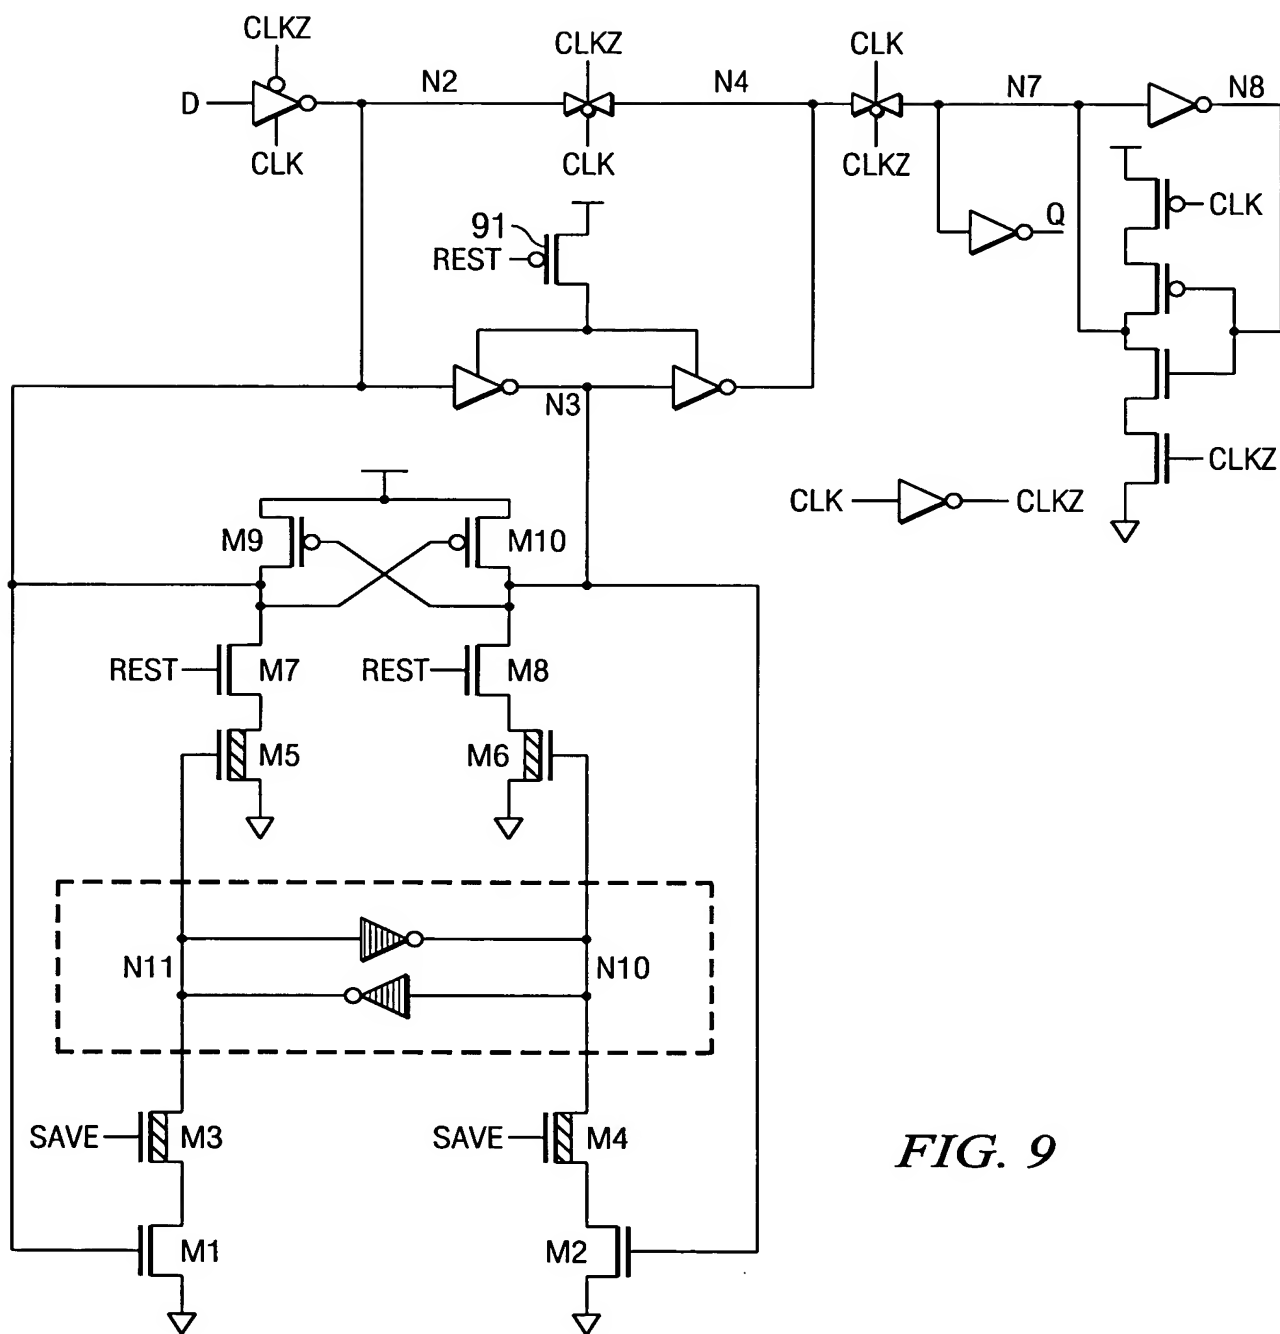 CLKZ
CLKZ
CLK
D
N2
N4
N7
N8
CLK
CLK
CLKZ
91
REST
Q
CLK
N3
CLKZ
CLK
CLKZ
M9
M10
REST
M7
REST
M8
M5
M6
N11
N10
SAVE
M3
SAVE
M4
FIG. 9
M1
M2